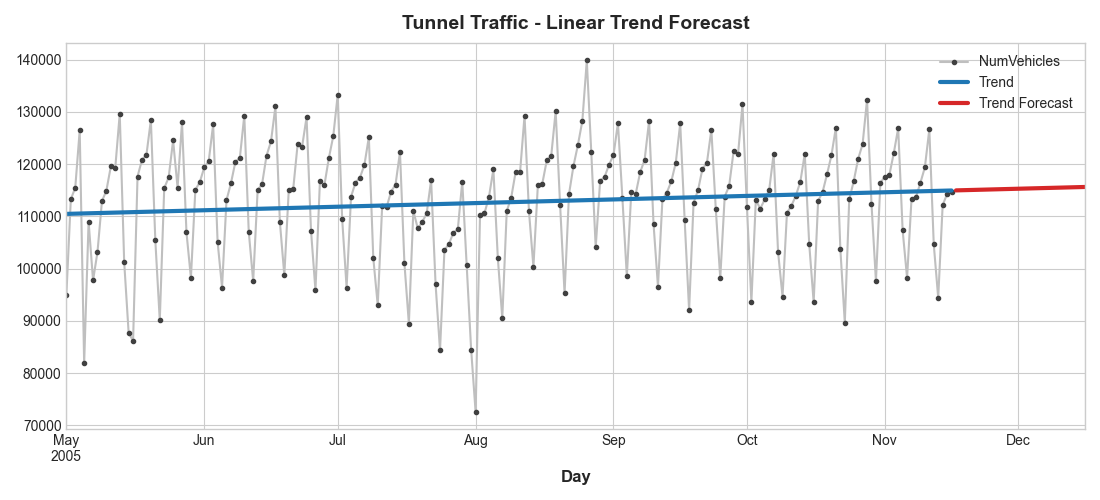 Tunnel Traffic - Linear Trend Forecast
140000
130000
120000
110000
100000
90000
80000
70000
NumVehicles
Trend
Trend Forecast
May Jun Jul Aug Sep Oct Nov Dec
2005
Day